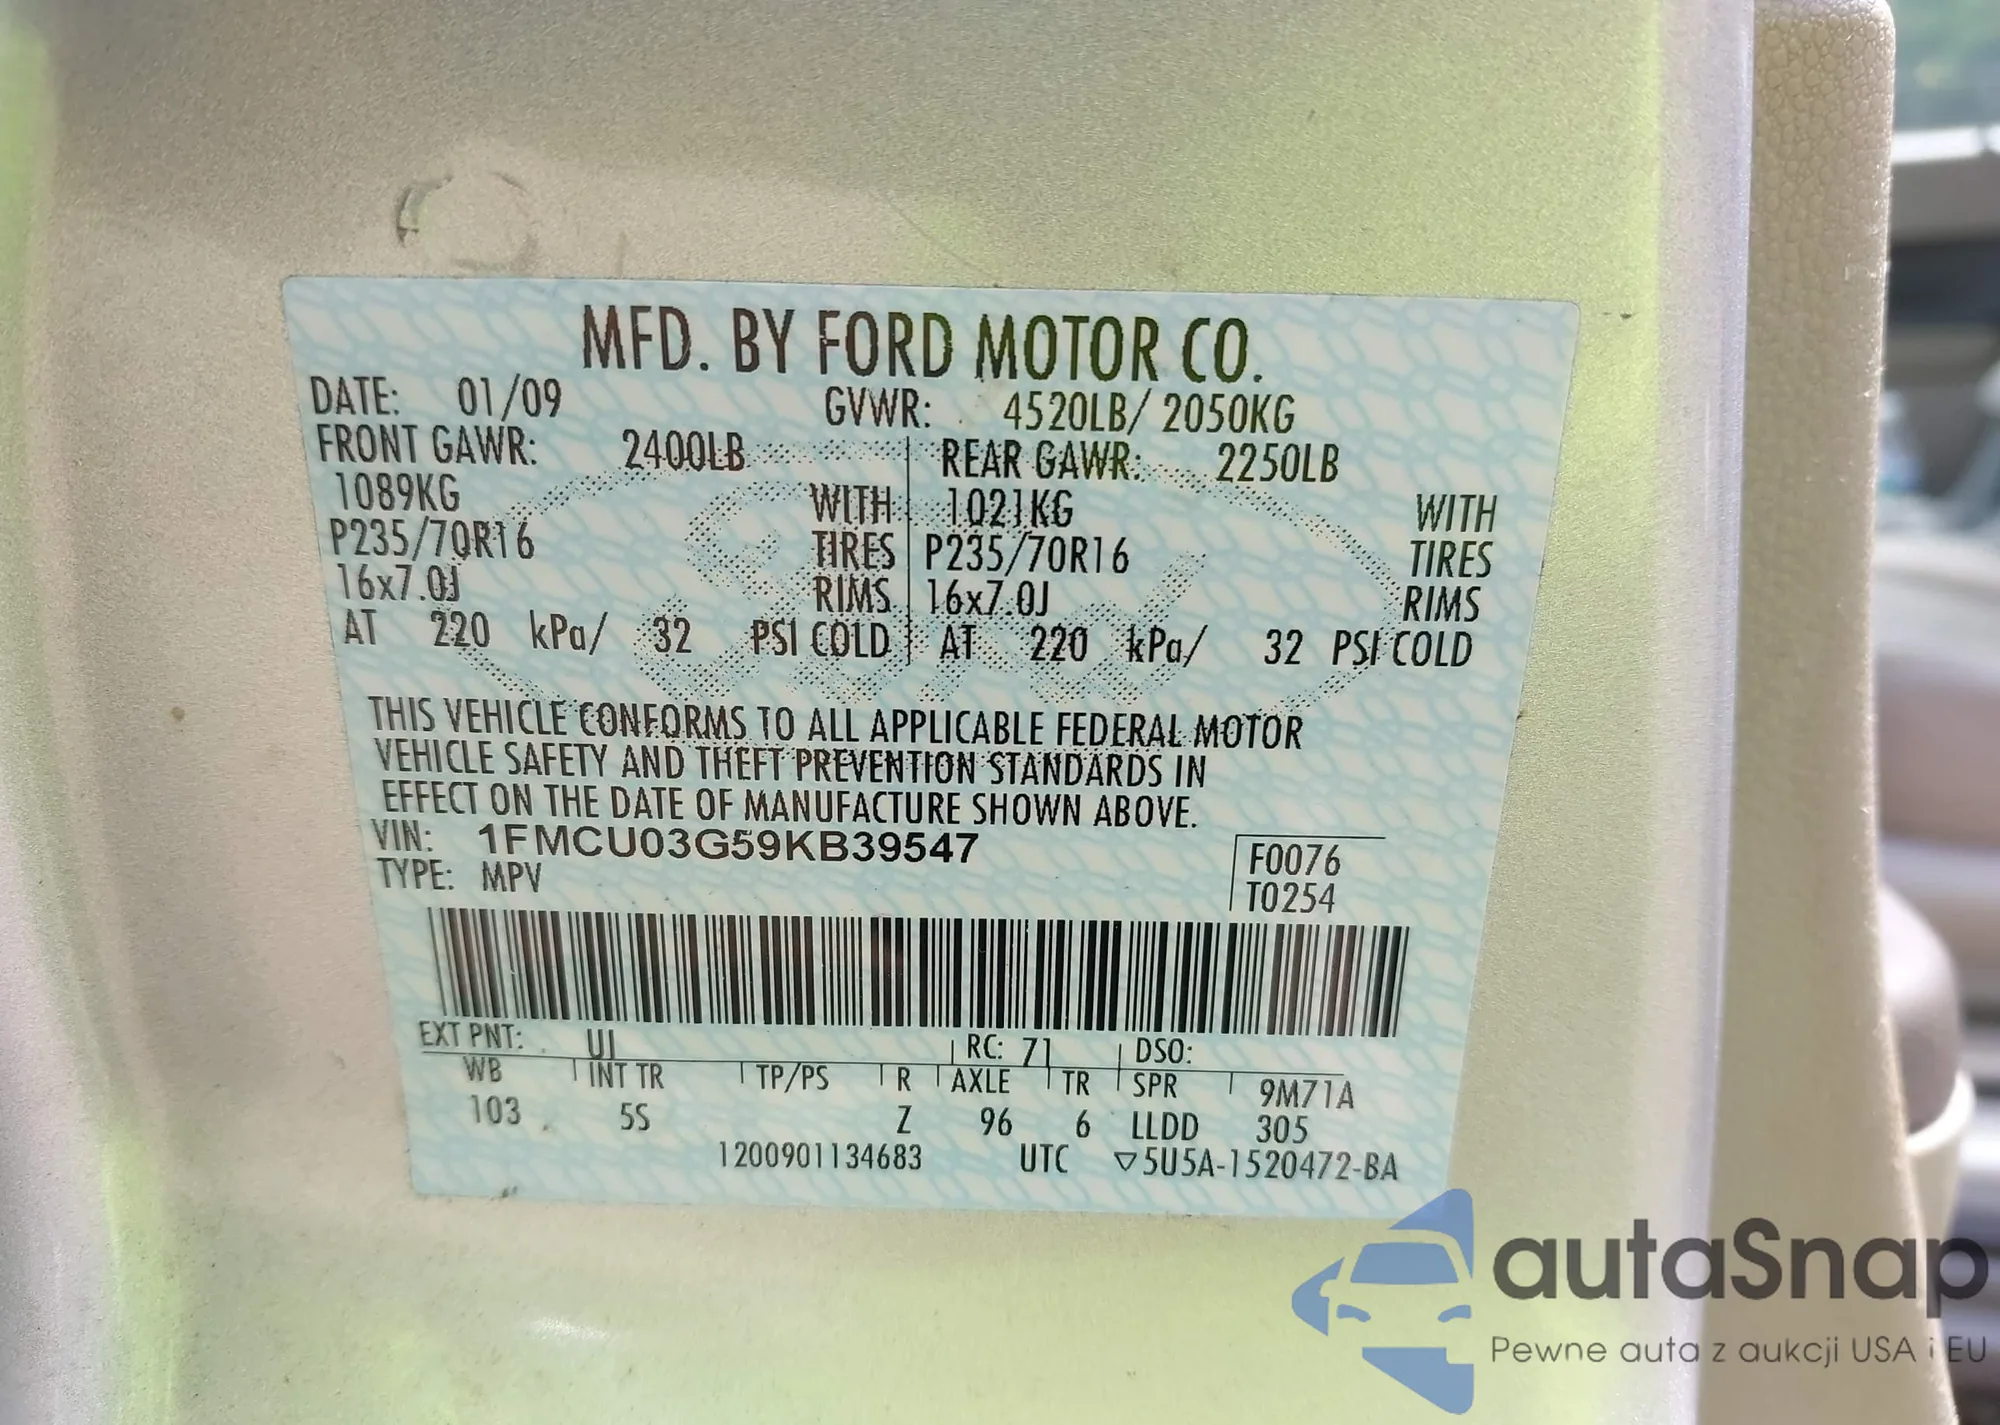 MFD. BY FORD MOTOR CO.
DATE: 01/09 GVWR: 4520LB/ 2050KG
FRONT GAWR: 2400LB REAR GAWR: 2250LB
1089KG WITH 1021KG WITH
P235/70R16 TIRES P235/70R16 TIRES
16x7.0J RIMS 16x7.0J RIMS
AT 220 kPa/ 32 PSI COLD AT 220 kPa/ 32 PSI COLD
THIS VEHICLE CONFORMS TO ALL APPLICABLE FEDERAL MOTOR
VEHICLE SAFETY AND THEFT PREVENTION STANDARDS IN
EFFECT ON THE DATE OF MANUFACTURE SHOWN ABOVE.
VIN: 1FMCU03G59KB39547
F0076
TYPE: MPV
T0254
EXT PNT: UI RC: 71 DSO:
WB INT TR TP/PS R AXLE TR SPR 9M71A
103 5S Z 96 6 LLDD 305
1200901134683 UTC ▽5U5A-1520472-BA
autaSnap
Pewne auta z aukcji USA i EU